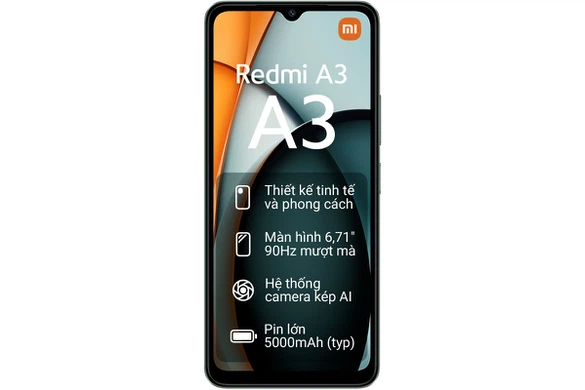 mi
Redmi A3
A3
Thiết kế tinh tế
và phong cách
Màn hình 6,71"
90Hz mượt mà
Hệ thống
camera kép AI
Pin lớn
5000mAh (typ)